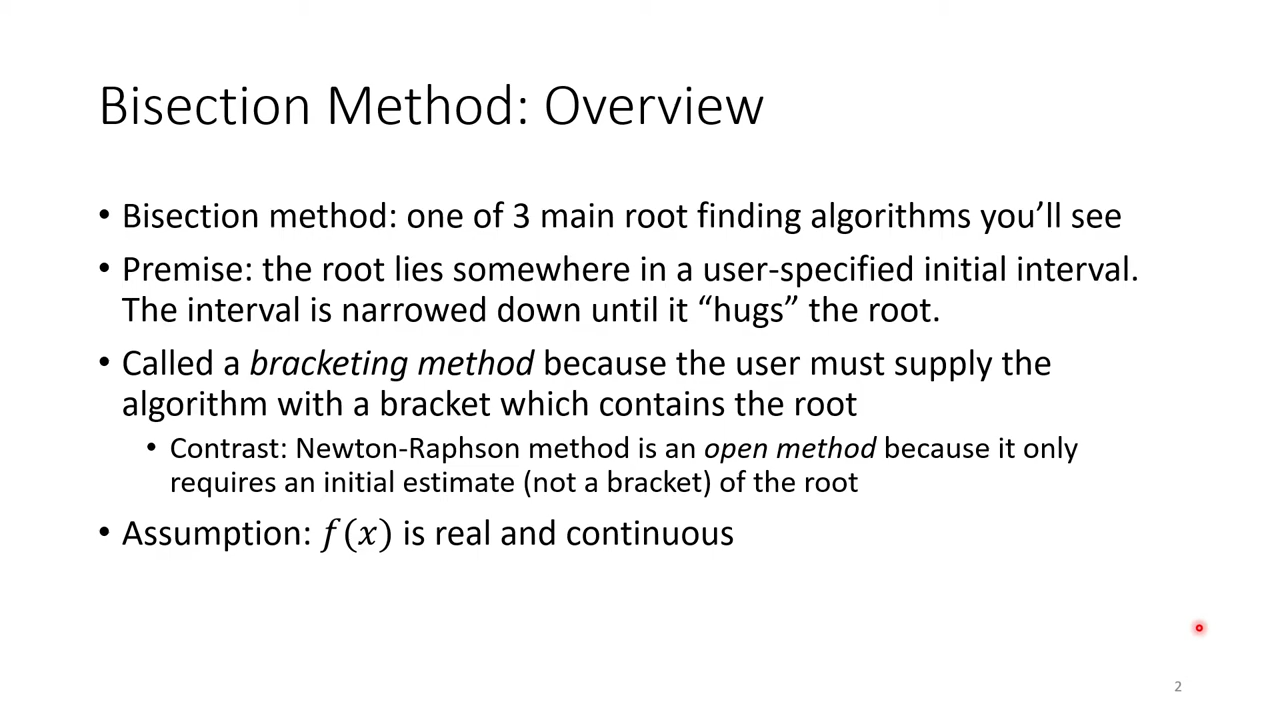 Bisection Method: Overview
• Bisection method: one of 3 main root finding algorithms you’ll see
• Premise: the root lies somewhere in a user-specified initial interval.
The interval is narrowed down until it “hugs” the root.
• Called a bracketing method because the user must supply the
algorithm with a bracket which contains the root
• Contrast: Newton-Raphson method is an open method because it only
requires an initial estimate (not a bracket) of the root
• Assumption: 𝑓(𝑥) is real and continuous
2